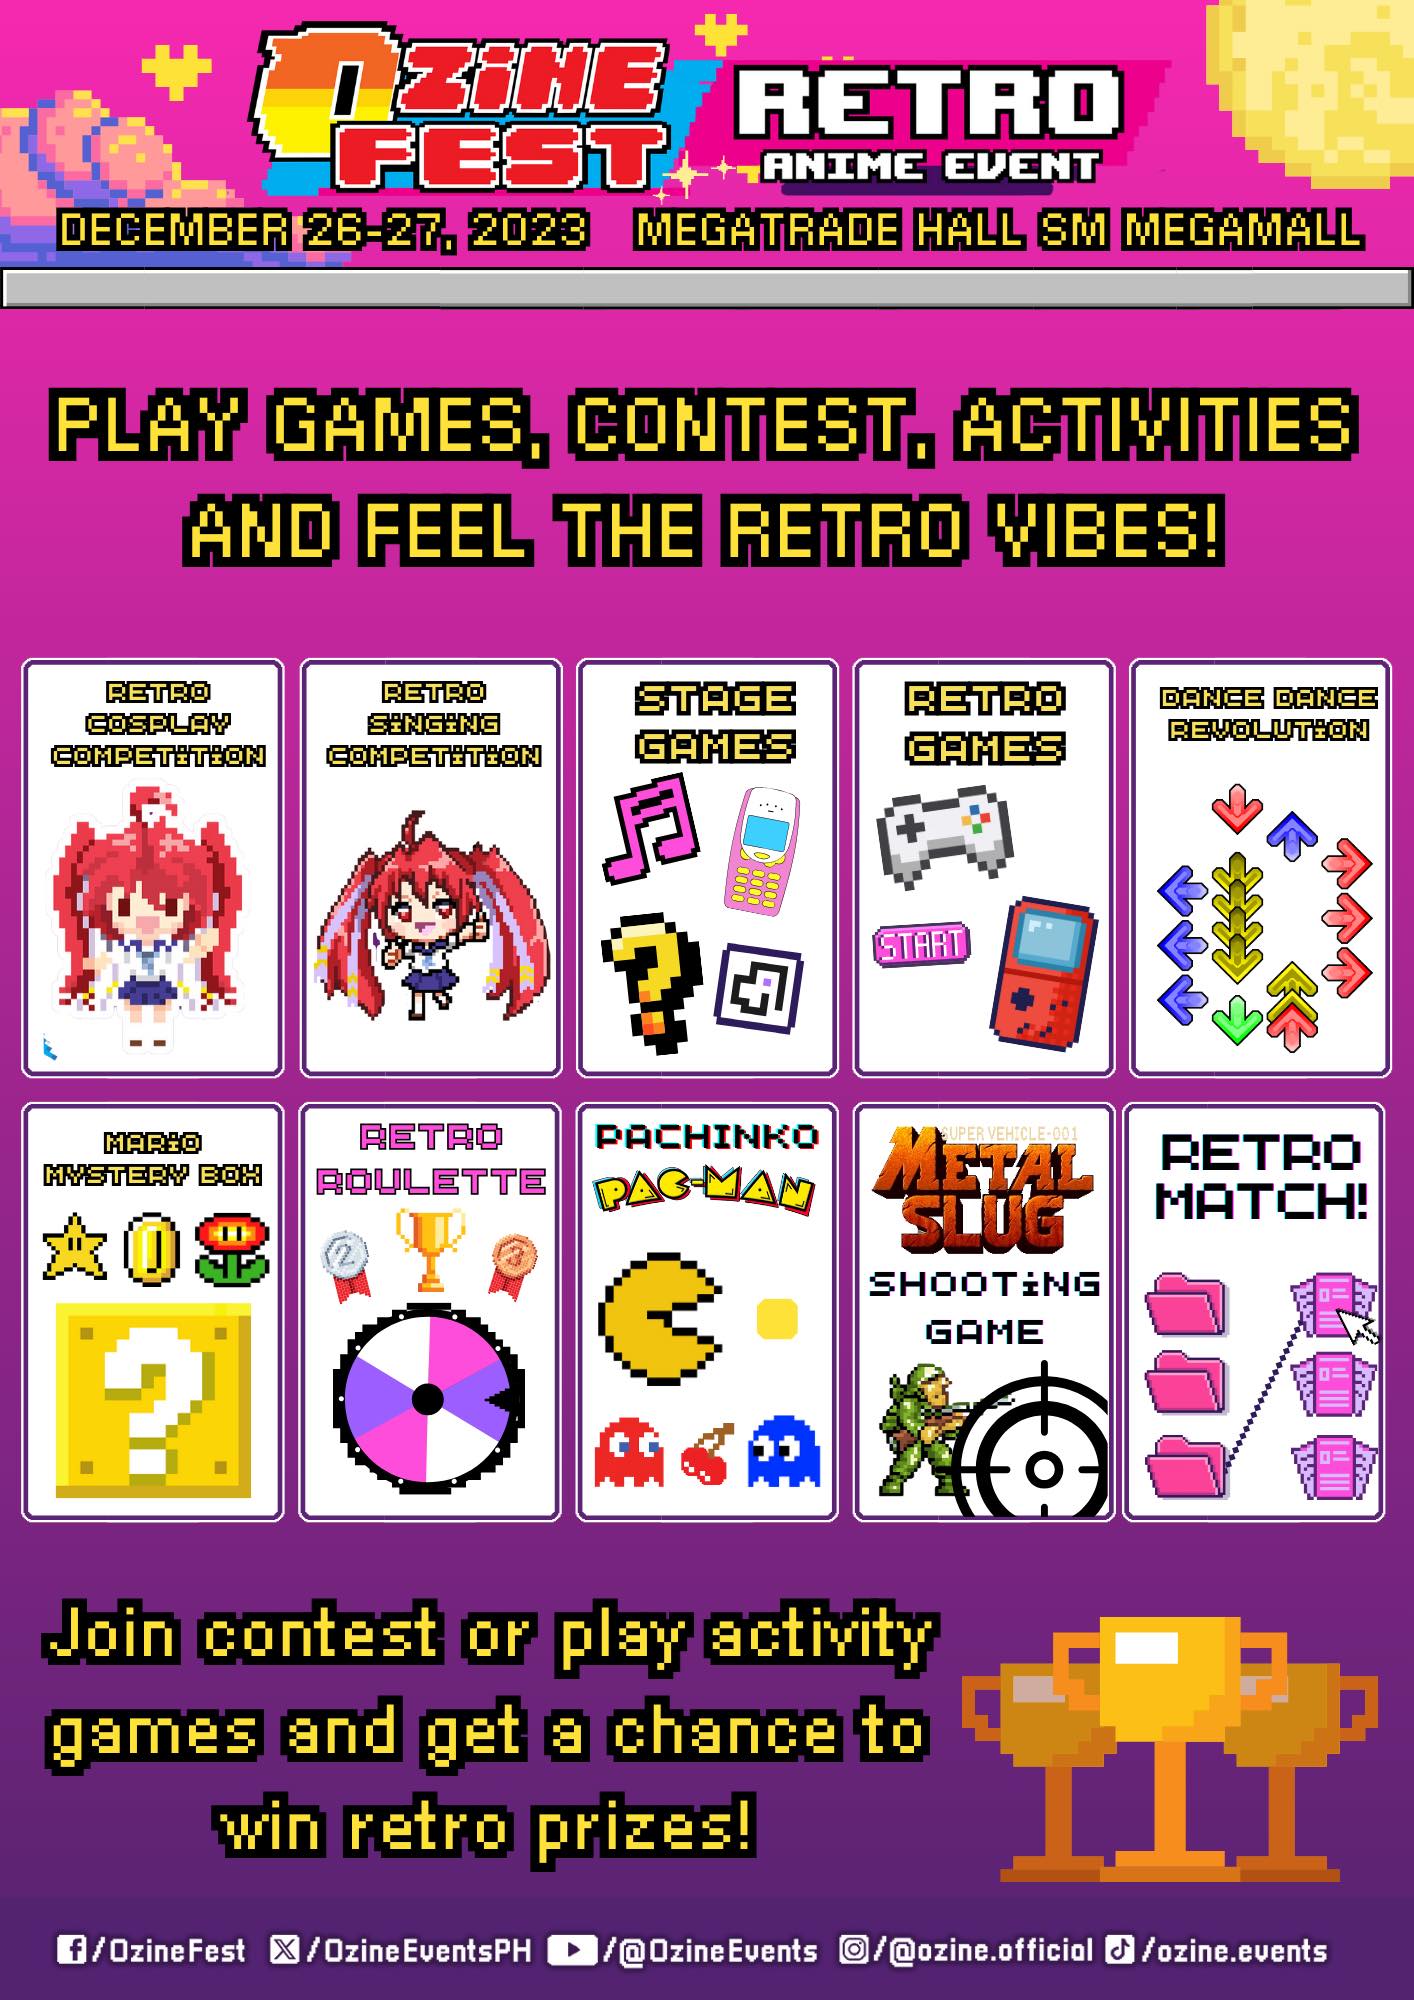 OZINE
FEST
RETRO
ANIME EVENT
DECEMBER 26-27, 2023 MEGATRADE HALL SM MEGAMALL
PLAY GAMES, CONTEST, ACTIVITIES
AND FEEL THE RETRO VIBES!
RETRO
COSPLAY
COMPETITION
RETRO
SINGING
COMPETITION
STAGE
GAMES
RETRO
GAMES
START
DANCE DANCE
REVOLUTION
MARIO
MYSTERY BOX
?
RETRO
ROULETTE
2
3
PACHINKO
PAC-MAN
SUPER VEHICLE-001
METAL
SLUG
SHOOTING
GAME
RETRO
MATCH!
Join contest or play activity
games and get a chance to
win retro prizes!
/OzineFest /OzineEventsPH /@OzineEvents /@ozine.official /ozine.events